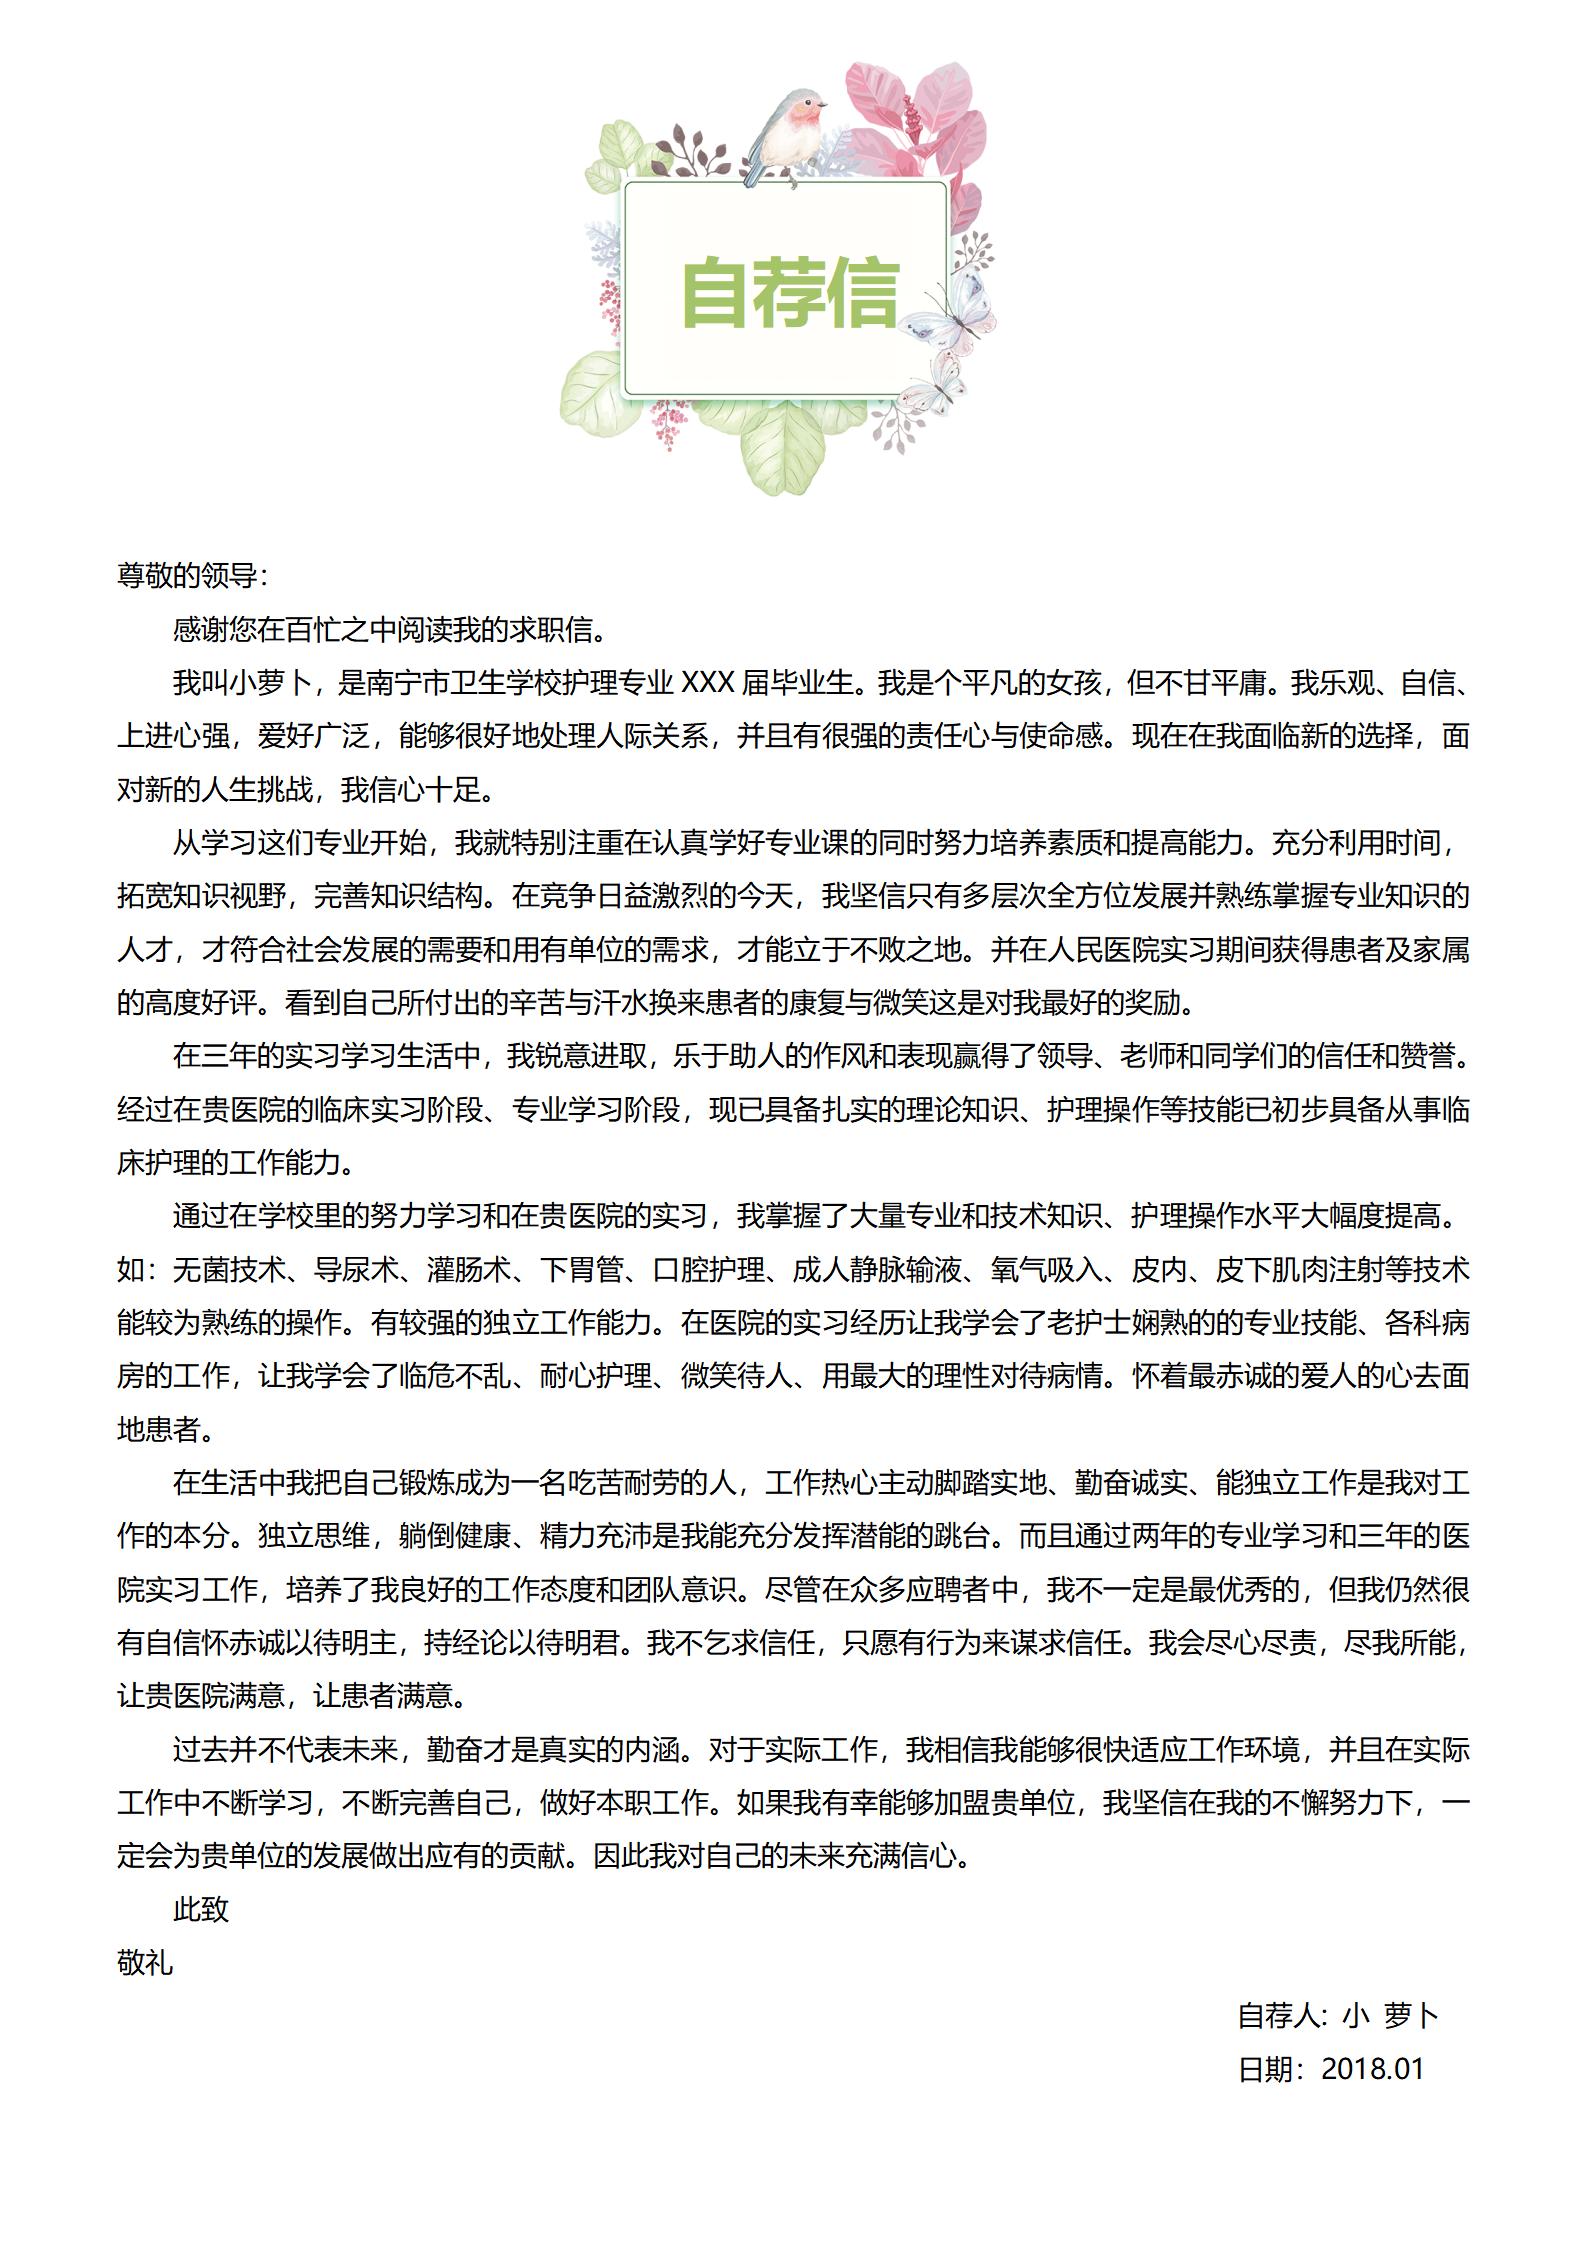 自荐信
尊敬的领导：
感谢您在百忙之中阅读我的求职信。
我叫小萝卜，是南宁市卫生学校护理专业 XXX 届毕业生。我是个平凡的女孩，但不甘平庸。我乐观、自信、
上进心强，爱好广泛，能够很好地处理人际关系，并且有很强的责任心与使命感。现在在我面临新的选择，面
对新的人生挑战，我信心十足。
从学习这们专业开始，我就特别注重在认真学好专业课的同时努力培养素质和提高能力。充分利用时间，
拓宽知识视野，完善知识结构。在竞争日益激烈的今天，我坚信只有多层次全方位发展并熟练掌握专业知识的
人才，才符合社会发展的需要和用有单位的需求，才能立于不败之地。并在人民医院实习期间获得患者及家属
的高度好评。看到自己所付出的辛苦与汗水换来患者的康复与微笑这是对我最好的奖励。
在三年的实习学习生活中，我锐意进取，乐于助人的作风和表现赢得了领导、老师和同学们的信任和赞誉。
经过在贵医院的临床实习阶段、专业学习阶段，现已具备扎实的理论知识、护理操作等技能已初步具备从事临
床护理的工作能力。
通过在学校里的努力学习和在贵医院的实习，我掌握了大量专业和技术知识、护理操作水平大幅度提高。
如：无菌技术、导尿术、灌肠术、下胃管、口腔护理、成人静脉输液、氧气吸入、皮内、皮下肌肉注射等技术
能较为熟练的操作。有较强的独立工作能力。在医院的实习经历让我学会了老护士娴熟的的专业技能、各科病
房的工作，让我学会了临危不乱、耐心护理、微笑待人、用最大的理性对待病情。怀着最赤诚的爱人的心去面
地患者。
在生活中我把自己锻炼成为一名吃苦耐劳的人，工作热心主动脚踏实地、勤奋诚实、能独立工作是我对工
作的本分。独立思维，躺倒健康、精力充沛是我能充分发挥潜能的跳台。而且通过两年的专业学习和三年的医
院实习工作，培养了我良好的工作态度和团队意识。尽管在众多应聘者中，我不一定是最优秀的，但我仍然很
有自信怀赤诚以待明主，持经论以待明君。我不乞求信任，只愿有行为来谋求信任。我会尽心尽责，尽我所能，
让贵医院满意，让患者满意。
过去并不代表未来，勤奋才是真实的内涵。对于实际工作，我相信我能够很快适应工作环境，并且在实际
工作中不断学习，不断完善自己，做好本职工作。如果我有幸能够加盟贵单位，我坚信在我的不懈努力下，一
定会为贵单位的发展做出应有的贡献。因此我对自己的未来充满信心。
此致
敬礼
自荐人: 小 萝卜
日期：2018.01